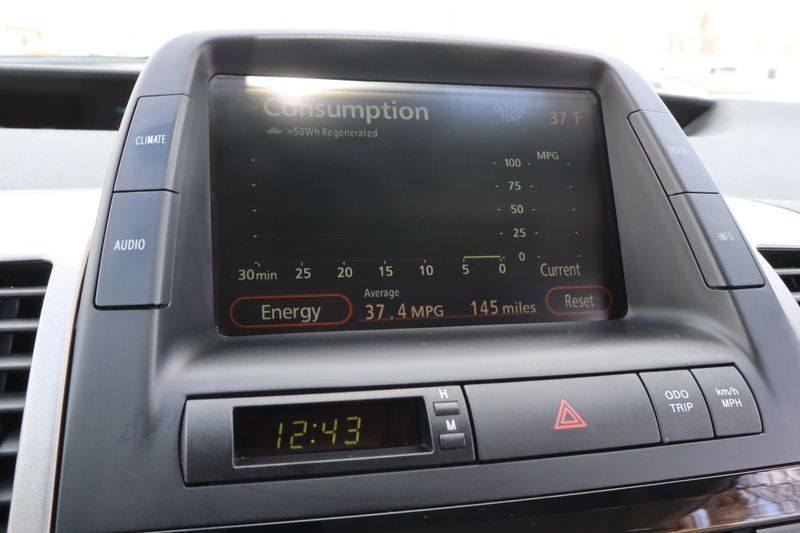 Consumption
OUTSIDE TEMP 37 F
=50Wh Regenerated
CLIMATE
AUDIO
INFO
100 MPG
75
50
25
0
30min 25 20 15 10 5 0 Current
Energy
Average
37.4 MPG 145 miles
Reset
12:43
H
M
ODO
TRIP
km/h
MPH